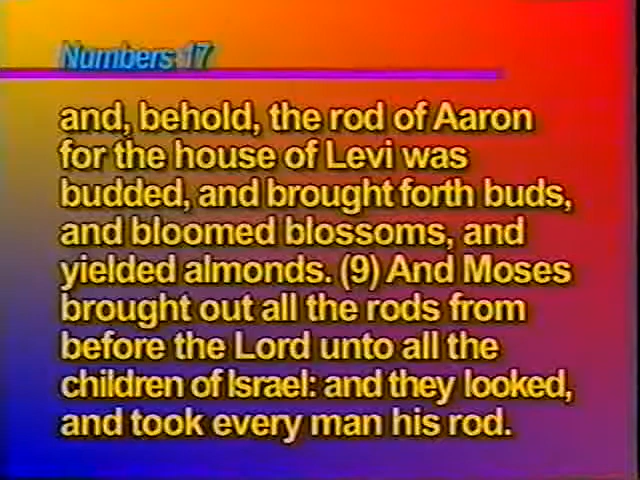 Numbers 17
and, behold, the rod of Aaron
for the house of Levi was
budded, and brought forth buds,
and bloomed blossoms, and
yielded almonds. (9) And Moses
brought out all the rods from
before the Lord unto all the
children of Israel: and they looked,
and took every man his rod.